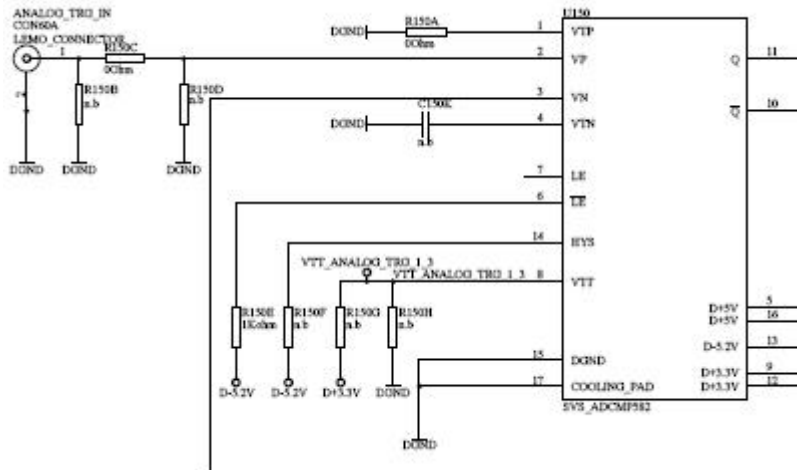 ANALOG_TRG_IN
CON60A
LEMO_CONNECTOR
1
2
R150C
0Ohm
R150B
n.b
R150D
n.b
DGND
DGND
DGND
DGND
R150A
0Ohm
DGND
C150K
n.b
1
2
3
4
7
6
14
8
15
17
U150
VTP
VP
VN
VTN
LE
LE
HYS
VTT
DGND
COOLING_PAD
SVS_ADCMP582
Q
11
Q
10
D+5V
5
D+5V
16
D-5.2V
13
D+3.3V
9
D+3.3V
12
VTT_ANALOG_TRG_1_3
VTT_ANALOG_TRG_1_3
R150E
1Kohm
R150F
n.b
R150G
n.b
R150H
n.b
D-5.2V
D-5.2V
D+3.3V
DGND
DGND